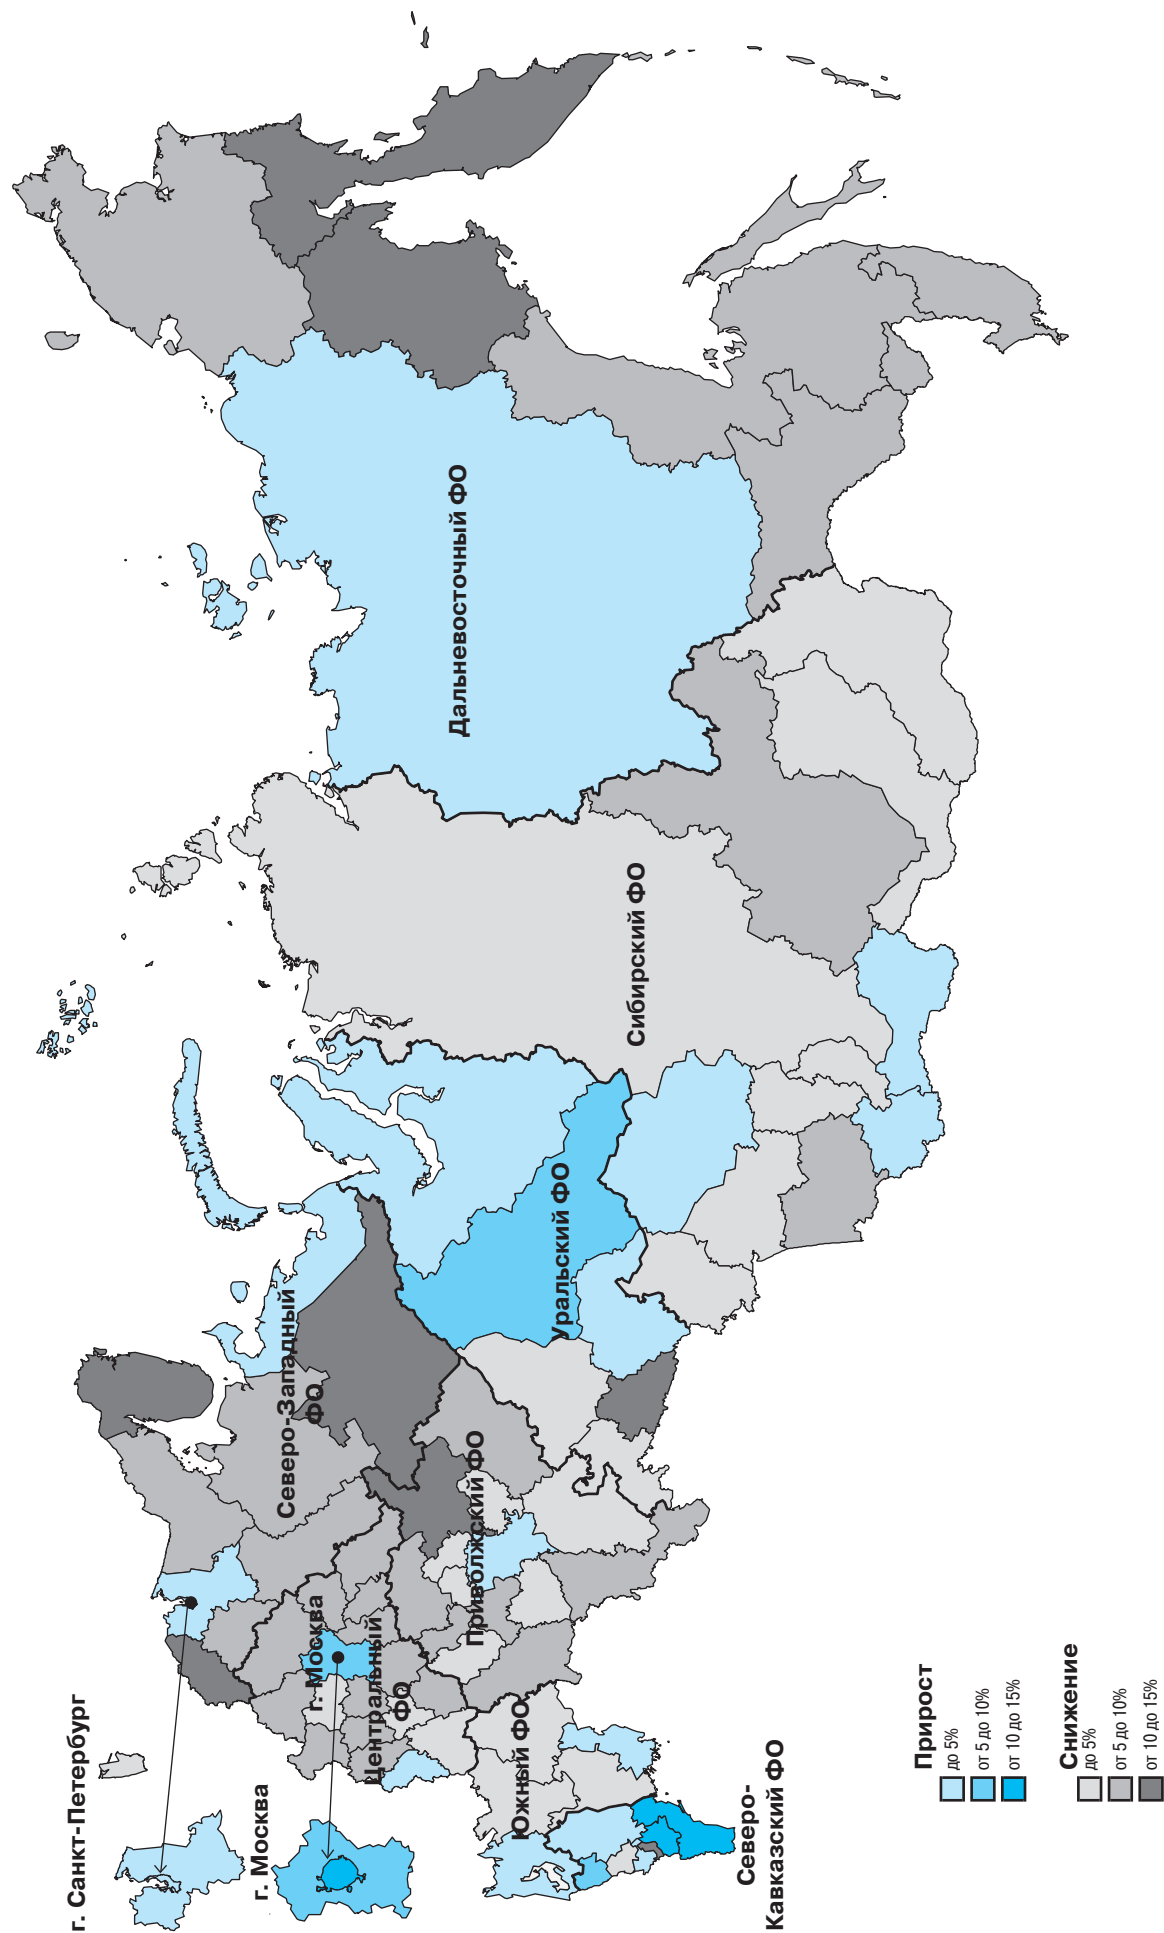 г. Санкт-Петербург
г. Москва
г. Москва
Северо-Западный
ФО
Центральный
ФО
Приволжский ФО
Южный ФО
Северо-
Кавказский ФО
Уральский ФО
Сибирский ФО
Дальневосточный ФО
Прирост
до 5%
от 5 до 10%
от 10 до 15%
Снижение
до 5%
от 5 до 10%
от 10 до 15%